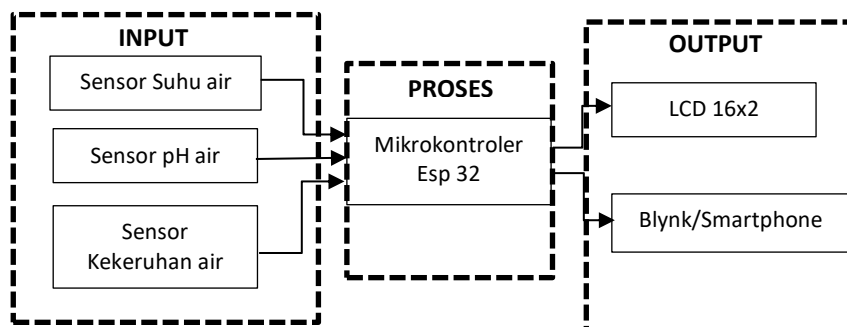 INPUT
Sensor Suhu air
Sensor pH air
Sensor
Kekeruhan air
PROSES
Mikrokontroler
Esp 32
OUTPUT
LCD 16x2
Blynk/Smartphone